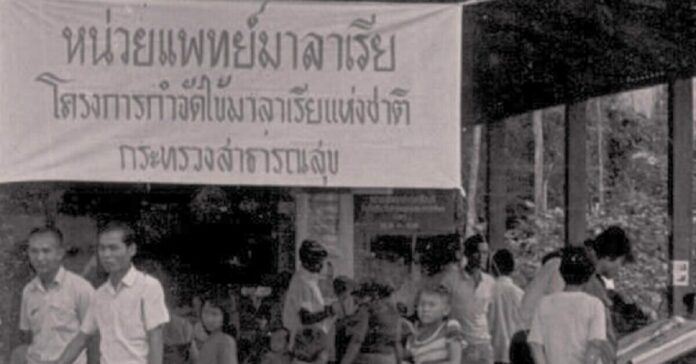 หน่วยแพทย์มาลาเรีย
โครงการกำจัดไข้มาลาเรียแห่งชาติ
กระทรวงสาธารณสุข